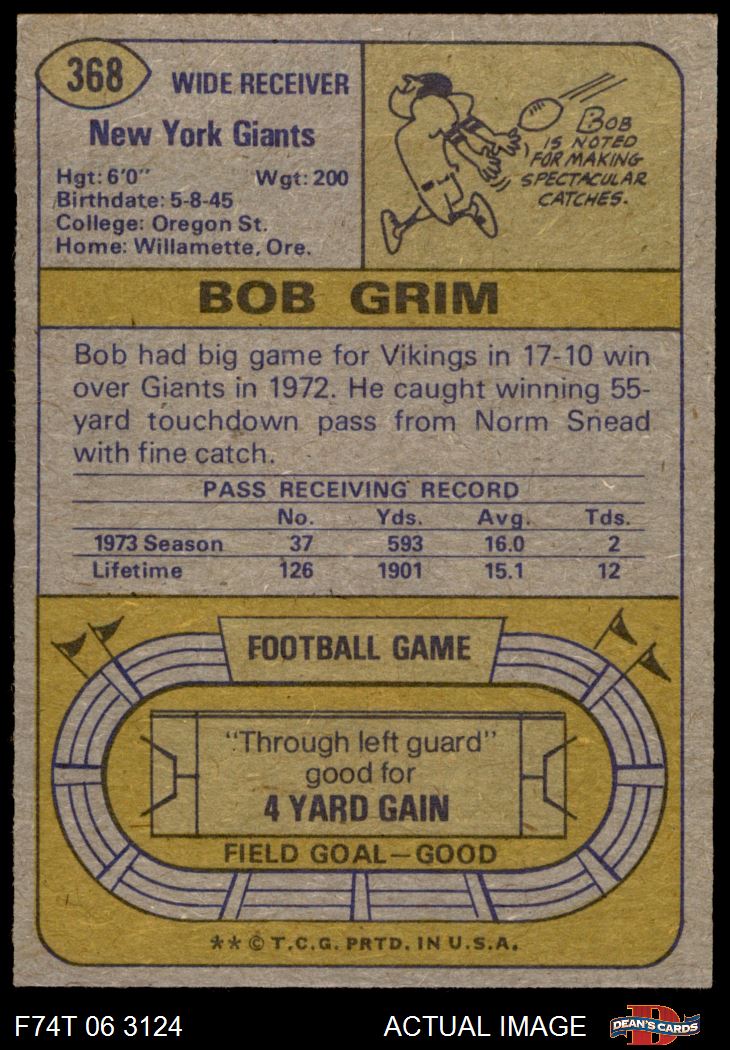 368
WIDE RECEIVER
New York Giants
Hgt: 6'0" Wgt: 200
Birthdate: 5-8-45
College: Oregon St.
Home: Willamette, Ore.
BOB
IS NOTED
FOR MAKING
SPECTACULAR
CATCHES.
BOB GRIM
Bob had big game for Vikings in 17-10 win
over Giants in 1972. He caught winning 55-
yard touchdown pass from Norm Snead
with fine catch.
PASS RECEIVING RECORD
No. Yds. Avg. Tds.
1973 Season 37 593 16.0 2
Lifetime 126 1901 15.1 12
FOOTBALL GAME
"Through left guard"
good for
4 YARD GAIN
FIELD GOAL—GOOD
** © T.C.G. PRTD. IN U.S.A.
F74T 06 3124 ACTUAL IMAGE
D
DEAN'S CARDS